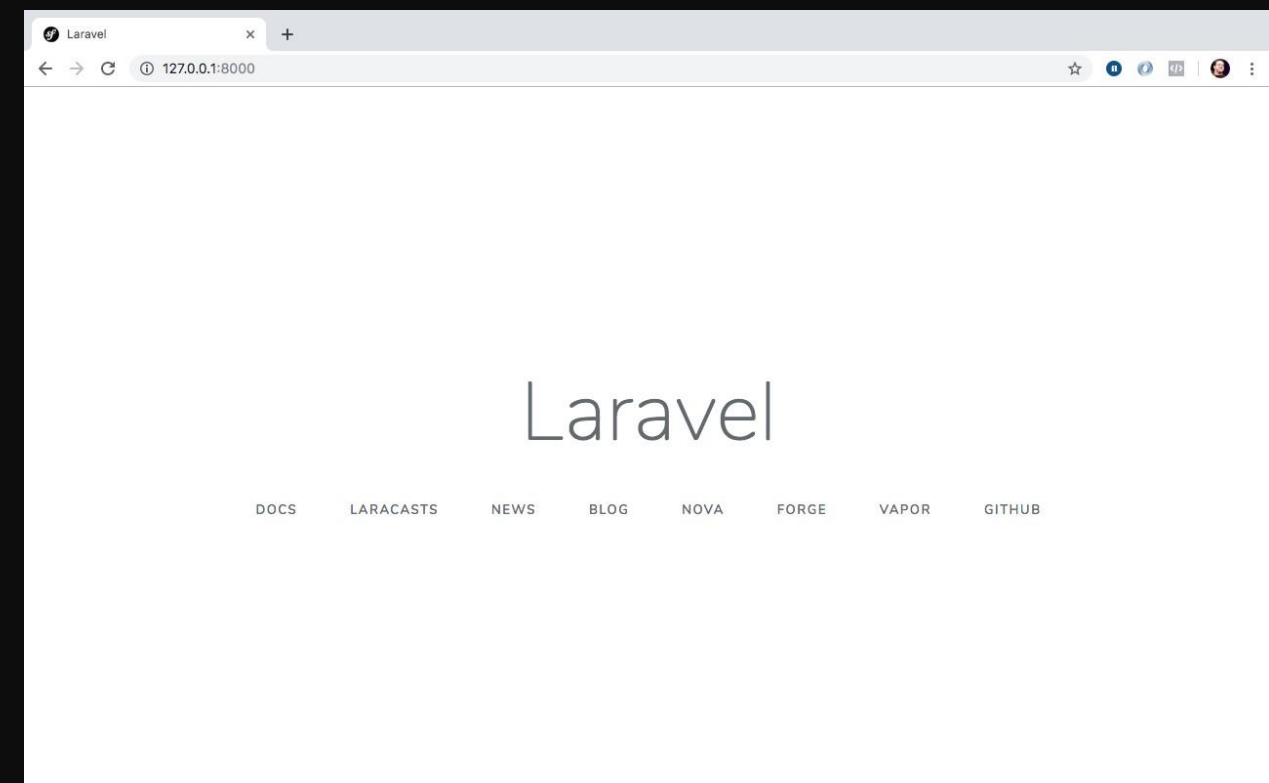 Laravel
127.0.0.1:8000
Laravel
DOCS LARACASTS NEWS BLOG NOVA FORGE VAPOR GITHUB